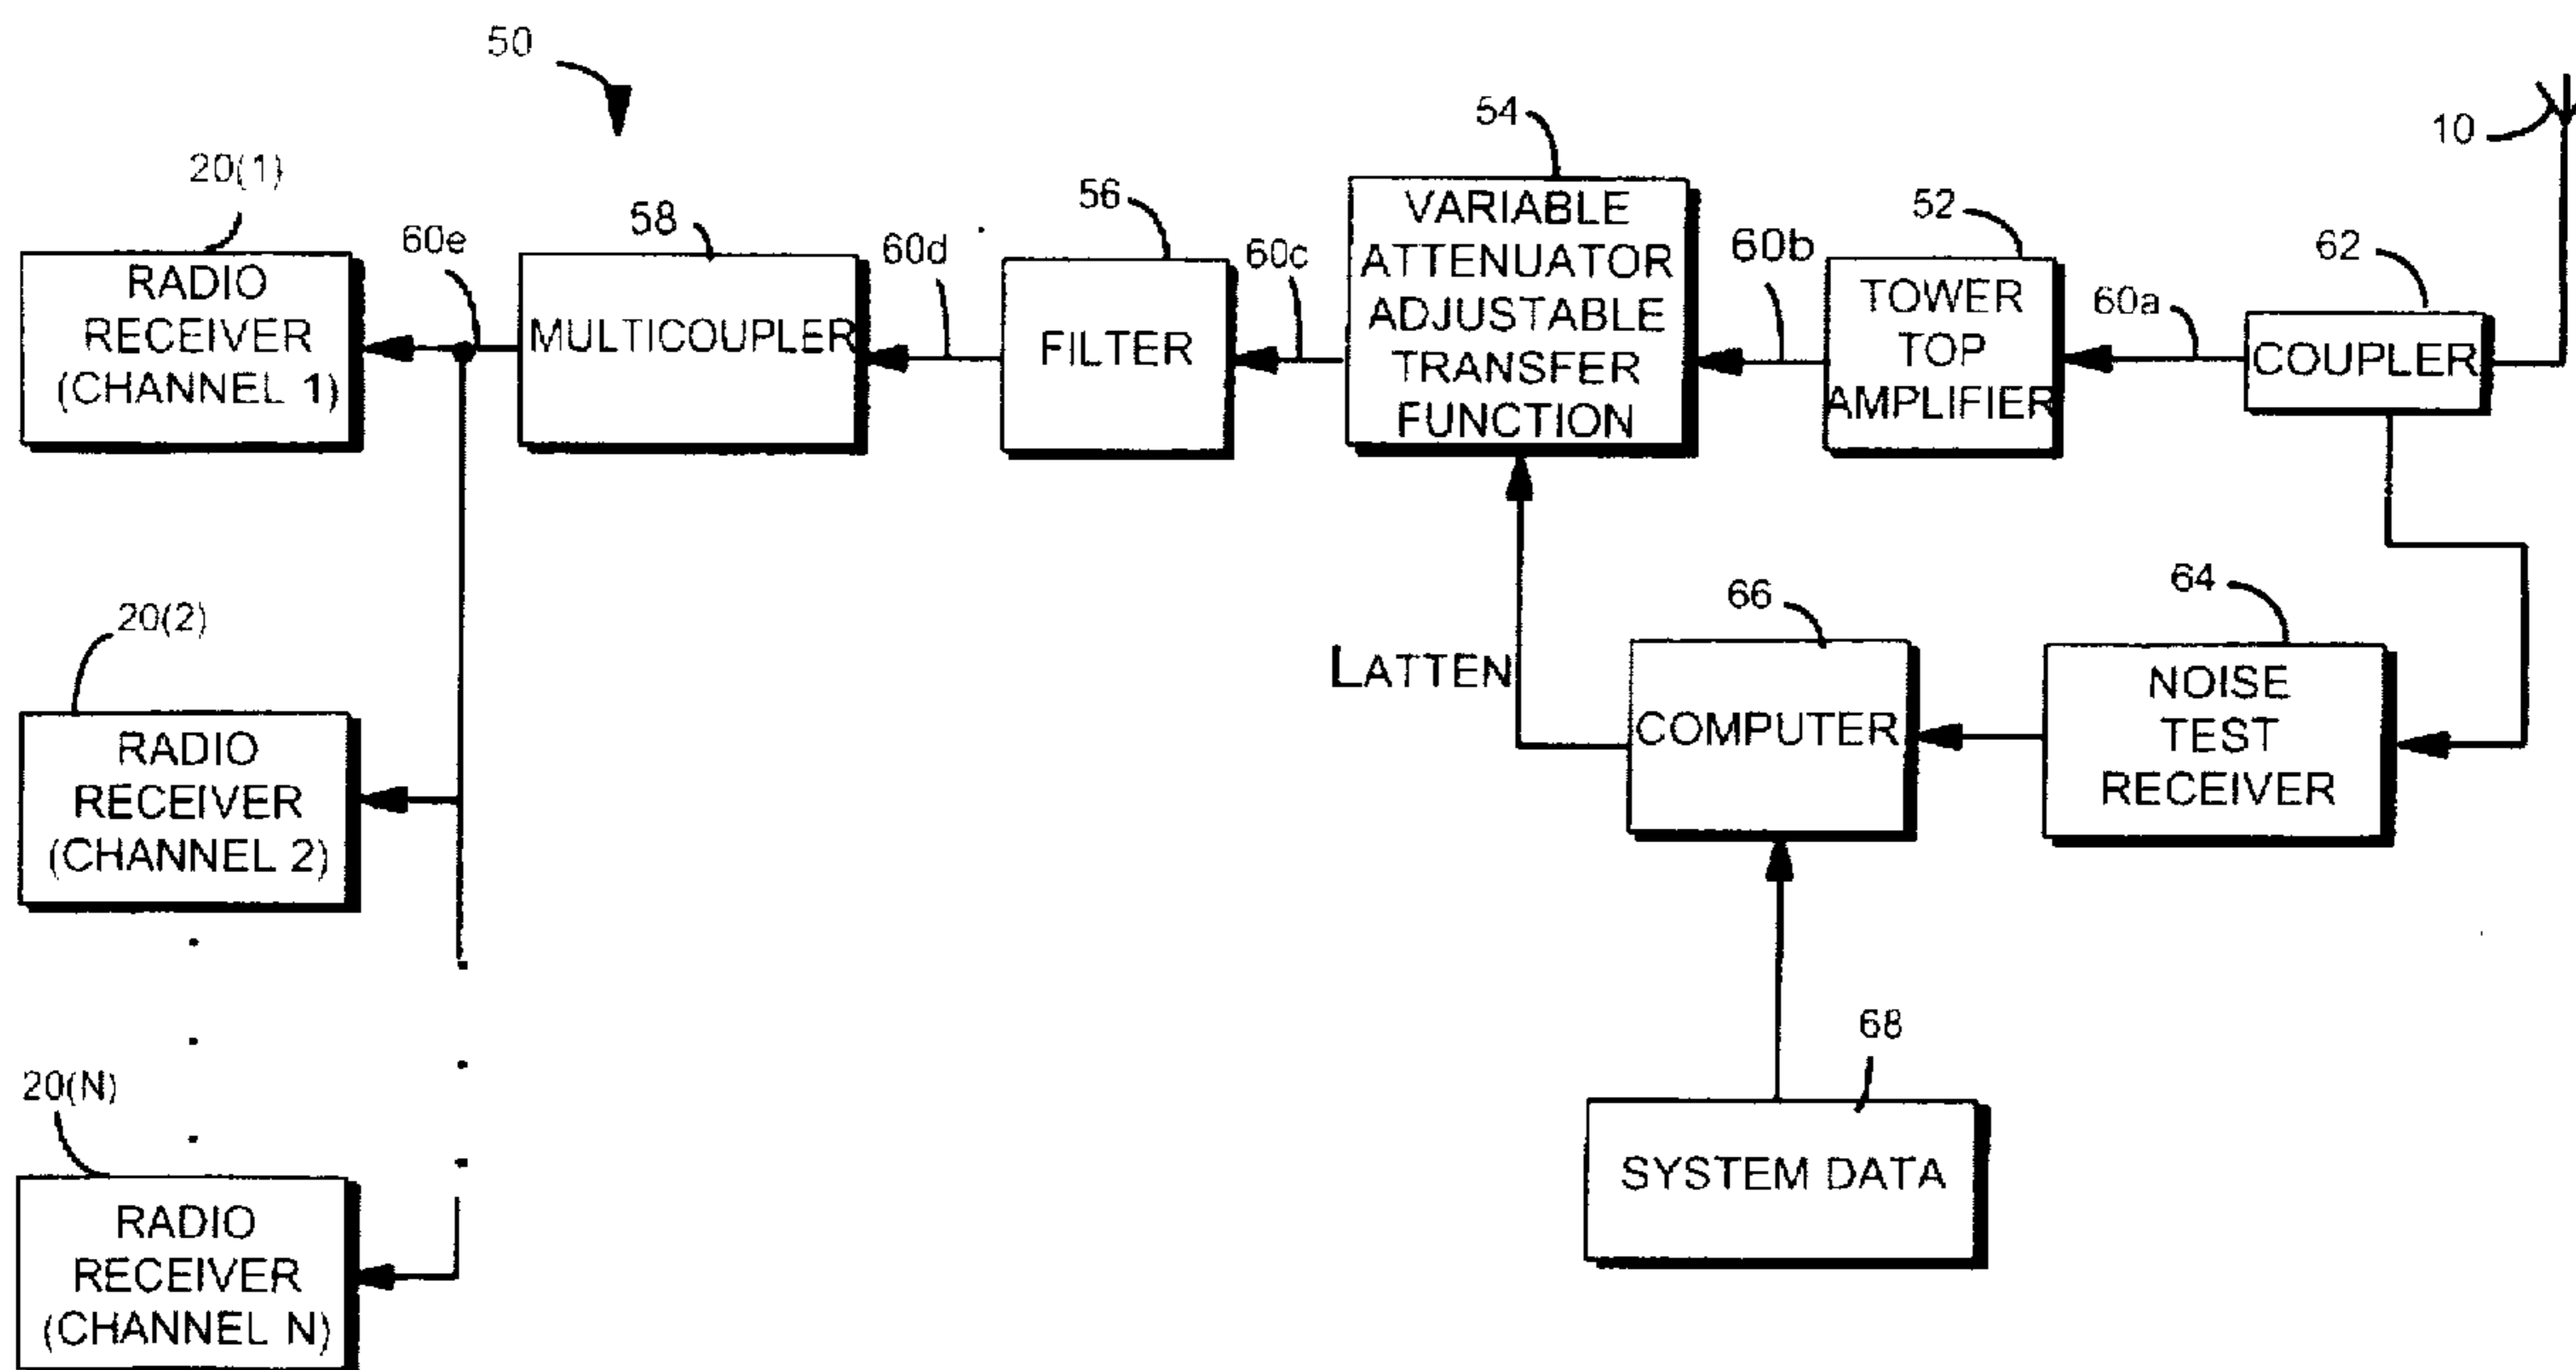 50
10
20(1)
60e
58
60d
56
60c
54
60b
52
60a
62
RADIO
RECEIVER
(CHANNEL 1)
MULTICOUPLER
FILTER
VARIABLE
ATTENUATOR
ADJUSTABLE
TRANSFER
FUNCTION
TOWER
TOP
AMPLIFIER
COUPLER
20(2)
RADIO
RECEIVER
(CHANNEL 2)
LATTEN
66
COMPUTER
64
NOISE
TEST
RECEIVER
68
SYSTEM DATA
20(N)
RADIO
RECEIVER
(CHANNEL N)